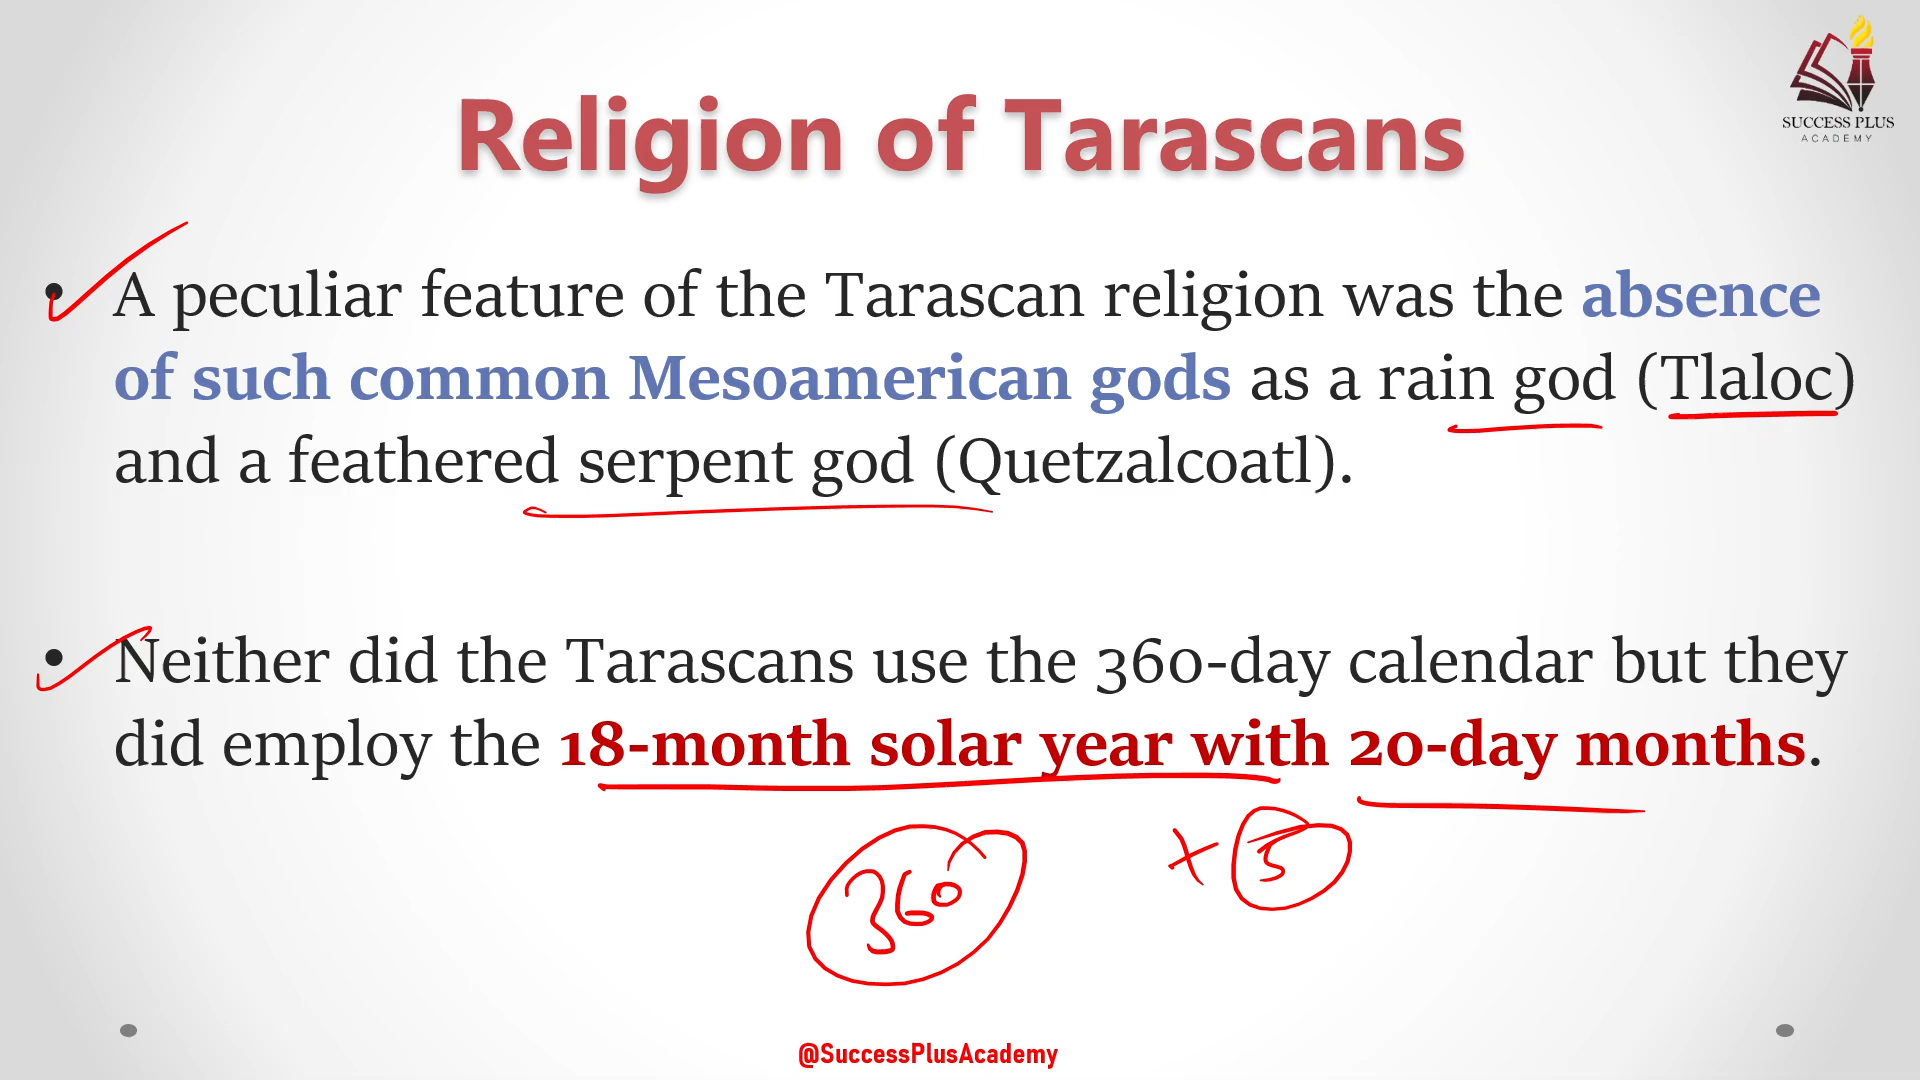 SUCCESS PLUS
ACADEMY
Religion of Tarascans
• A peculiar feature of the Tarascan religion was the absence
of such common Mesoamerican gods as a rain god (Tlaloc)
and a feathered serpent god (Quetzalcoatl).
• Neither did the Tarascans use the 360-day calendar but they
did employ the 18-month solar year with 20-day months.
360 + 5
@SuccessPlusAcademy